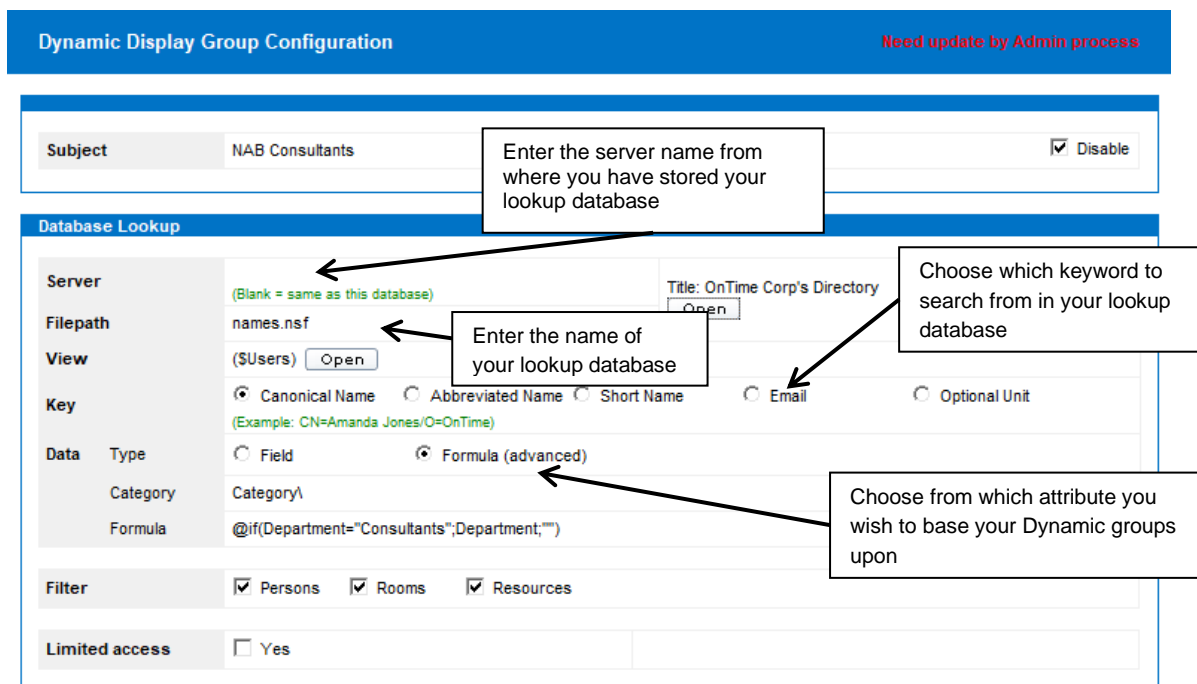 Dynamic Display Group Configuration Need update by Admin process
Subject NAB Consultants Disable
Enter the server name from
where you have stored your
lookup database
Database Lookup
Server
(Blank = same as this database)
Title: OnTime Corp's Directory
Open
Choose which keyword to
search from in your lookup
database
Filepath names.nsf
Enter the name of
your lookup database
View ($Users) Open
Key Canonical Name Abbreviated Name Short Name Email Optional Unit
(Example: CN=Amanda Jones/O=OnTime)
Data Type Field Formula (advanced)
Category Category\
Formula @if(Department="Consultants";Department;"")
Choose from which attribute you
wish to base your Dynamic groups
upon
Filter Persons Rooms Resources
Limited access Yes